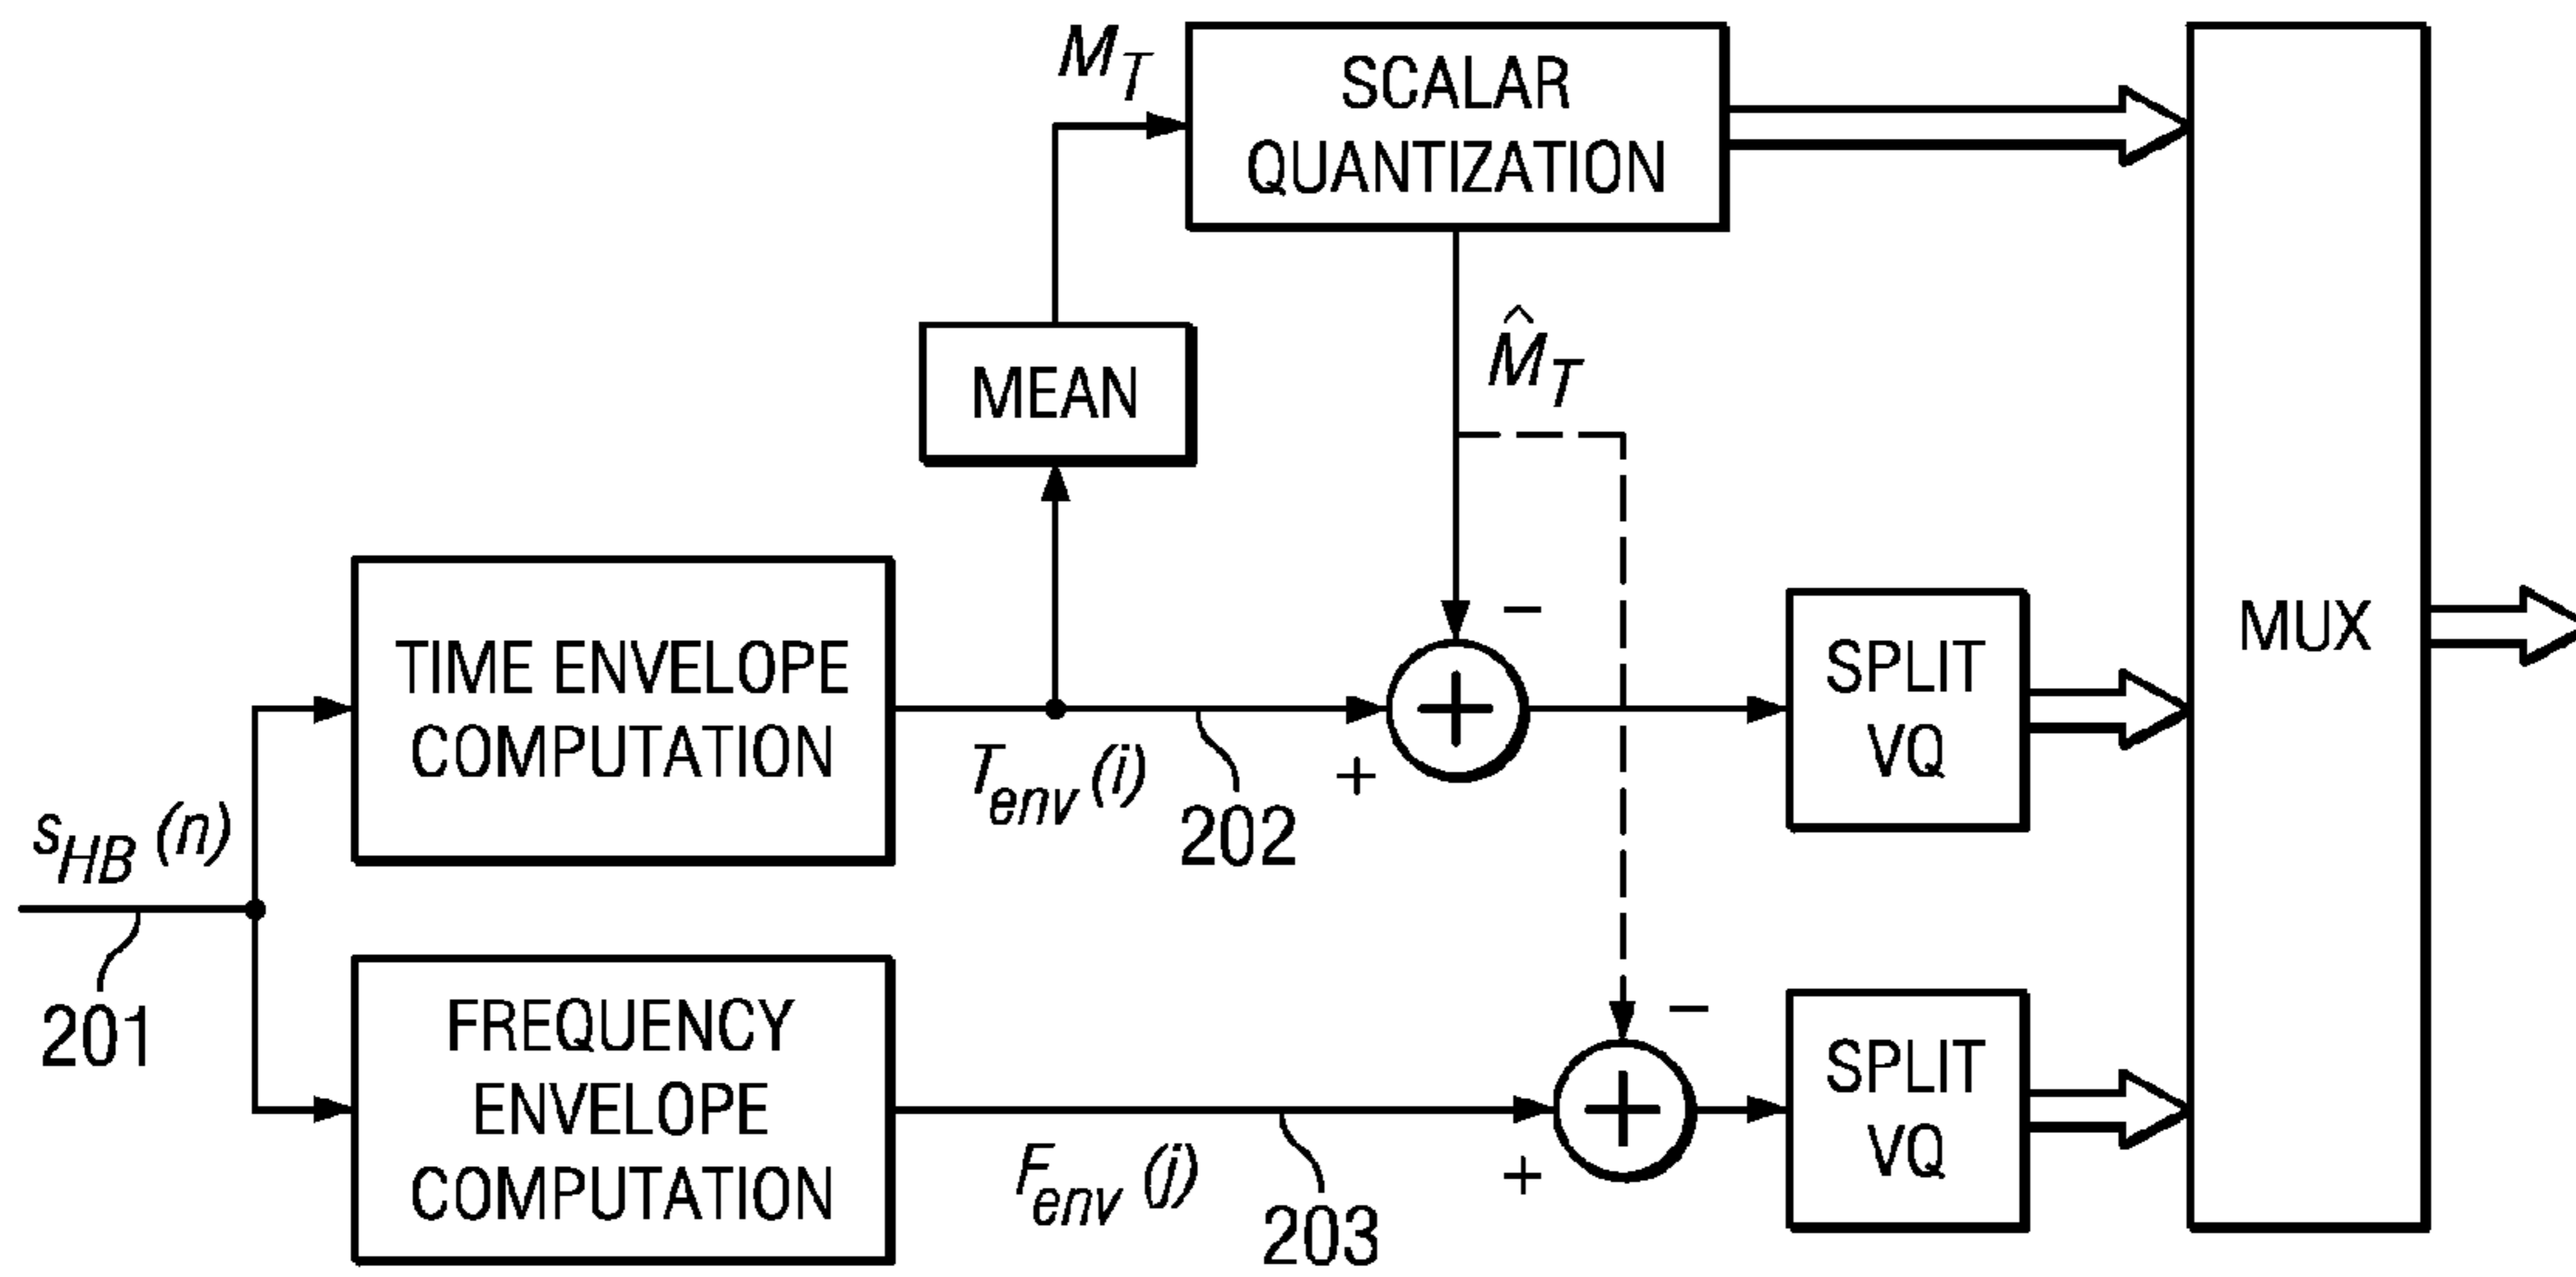 M_T
SCALAR
QUANTIZATION
M̂_T
MEAN
−
TIME ENVELOPE
COMPUTATION
SPLIT
VQ
MUX
+
T_env (i)
+
202
s_HB (n)
201
FREQUENCY
ENVELOPE
COMPUTATION
−
+
SPLIT
VQ
F_env (j)
+
203